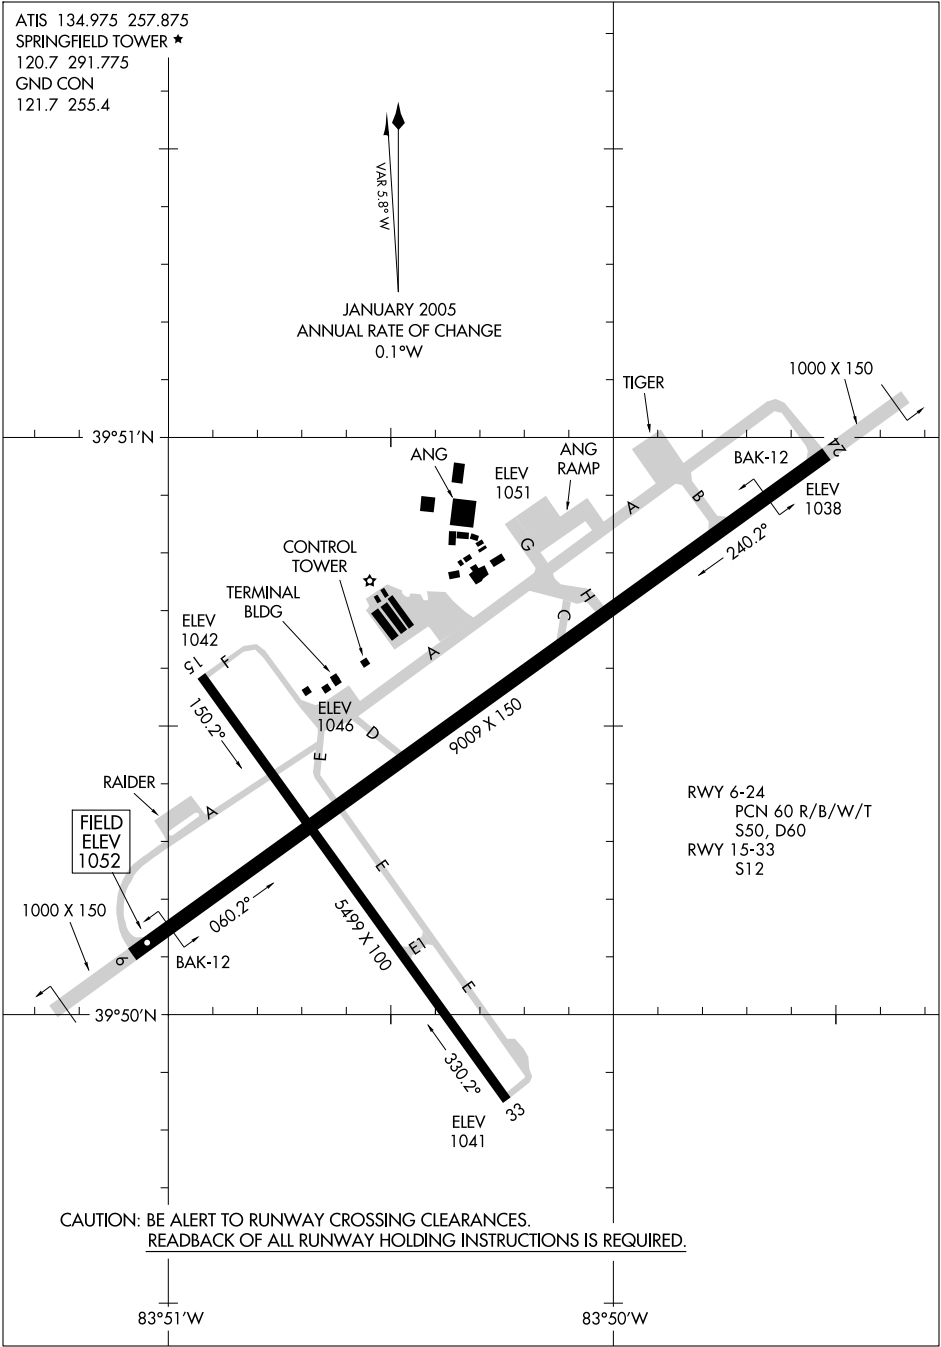 ATIS 134.975 257.875
SPRINGFIELD TOWER ★
120.7 291.775
GND CON
121.7 255.4
VAR 5.8° W
JANUARY 2005
ANNUAL RATE OF CHANGE
0.1°W
1000 X 150
TIGER
39°51'N
ANG
ELEV
1051
ANG
RAMP
BAK-12
24
ELEV
1038
A
B
G
240.2°
CONTROL
TOWER
TERMINAL
BLDG
H
C
ELEV
1042
15
F
A
ELEV
1046
150.2°
D
E
9009 X 150
RAIDER
A
RWY 6-24
PCN 60 R/B/W/T
S50, D60
RWY 15-33
S12
FIELD
ELEV
1052
E
1000 X 150
060.2°
5499 X 100
E1
6
BAK-12
E
39°50'N
330.2°
33
ELEV
1041
CAUTION: BE ALERT TO RUNWAY CROSSING CLEARANCES.
READBACK OF ALL RUNWAY HOLDING INSTRUCTIONS IS REQUIRED.
83°51'W
83°50'W